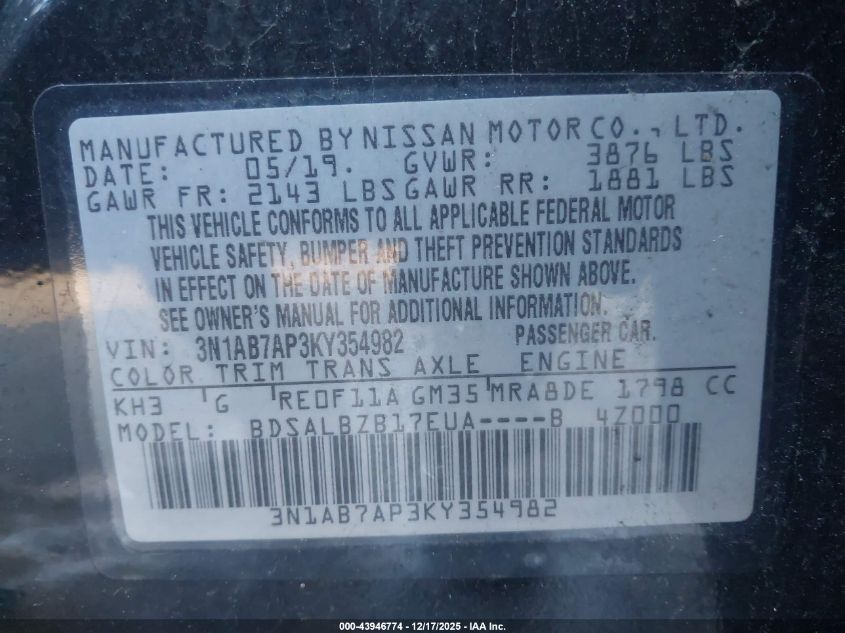 MANUFACTURED BY NISSAN MOTOR CO., LTD.
DATE: 05/19. GVWR: 3876 LBS
GAWR FR: 2143 LBS GAWR RR: 1881 LBS
THIS VEHICLE CONFORMS TO ALL APPLICABLE FEDERAL MOTOR
VEHICLE SAFETY, BUMPER AND THEFT PREVENTION STANDARDS
IN EFFECT ON THE DATE OF MANUFACTURE SHOWN ABOVE.
SEE OWNER'S MANUAL FOR ADDITIONAL INFORMATION.
VIN: 3N1AB7AP3KY354982 PASSENGER CAR.
COLOR TRIM TRANS AXLE ENGINE
KH3 G RE0F11A GM35 MRA8DE 1798 CC
MODEL: BDSALBZB17EUA----B 4Z000
3N1AB7AP3KY354982
000-43946774 - 12/17/2025 - IAA Inc.